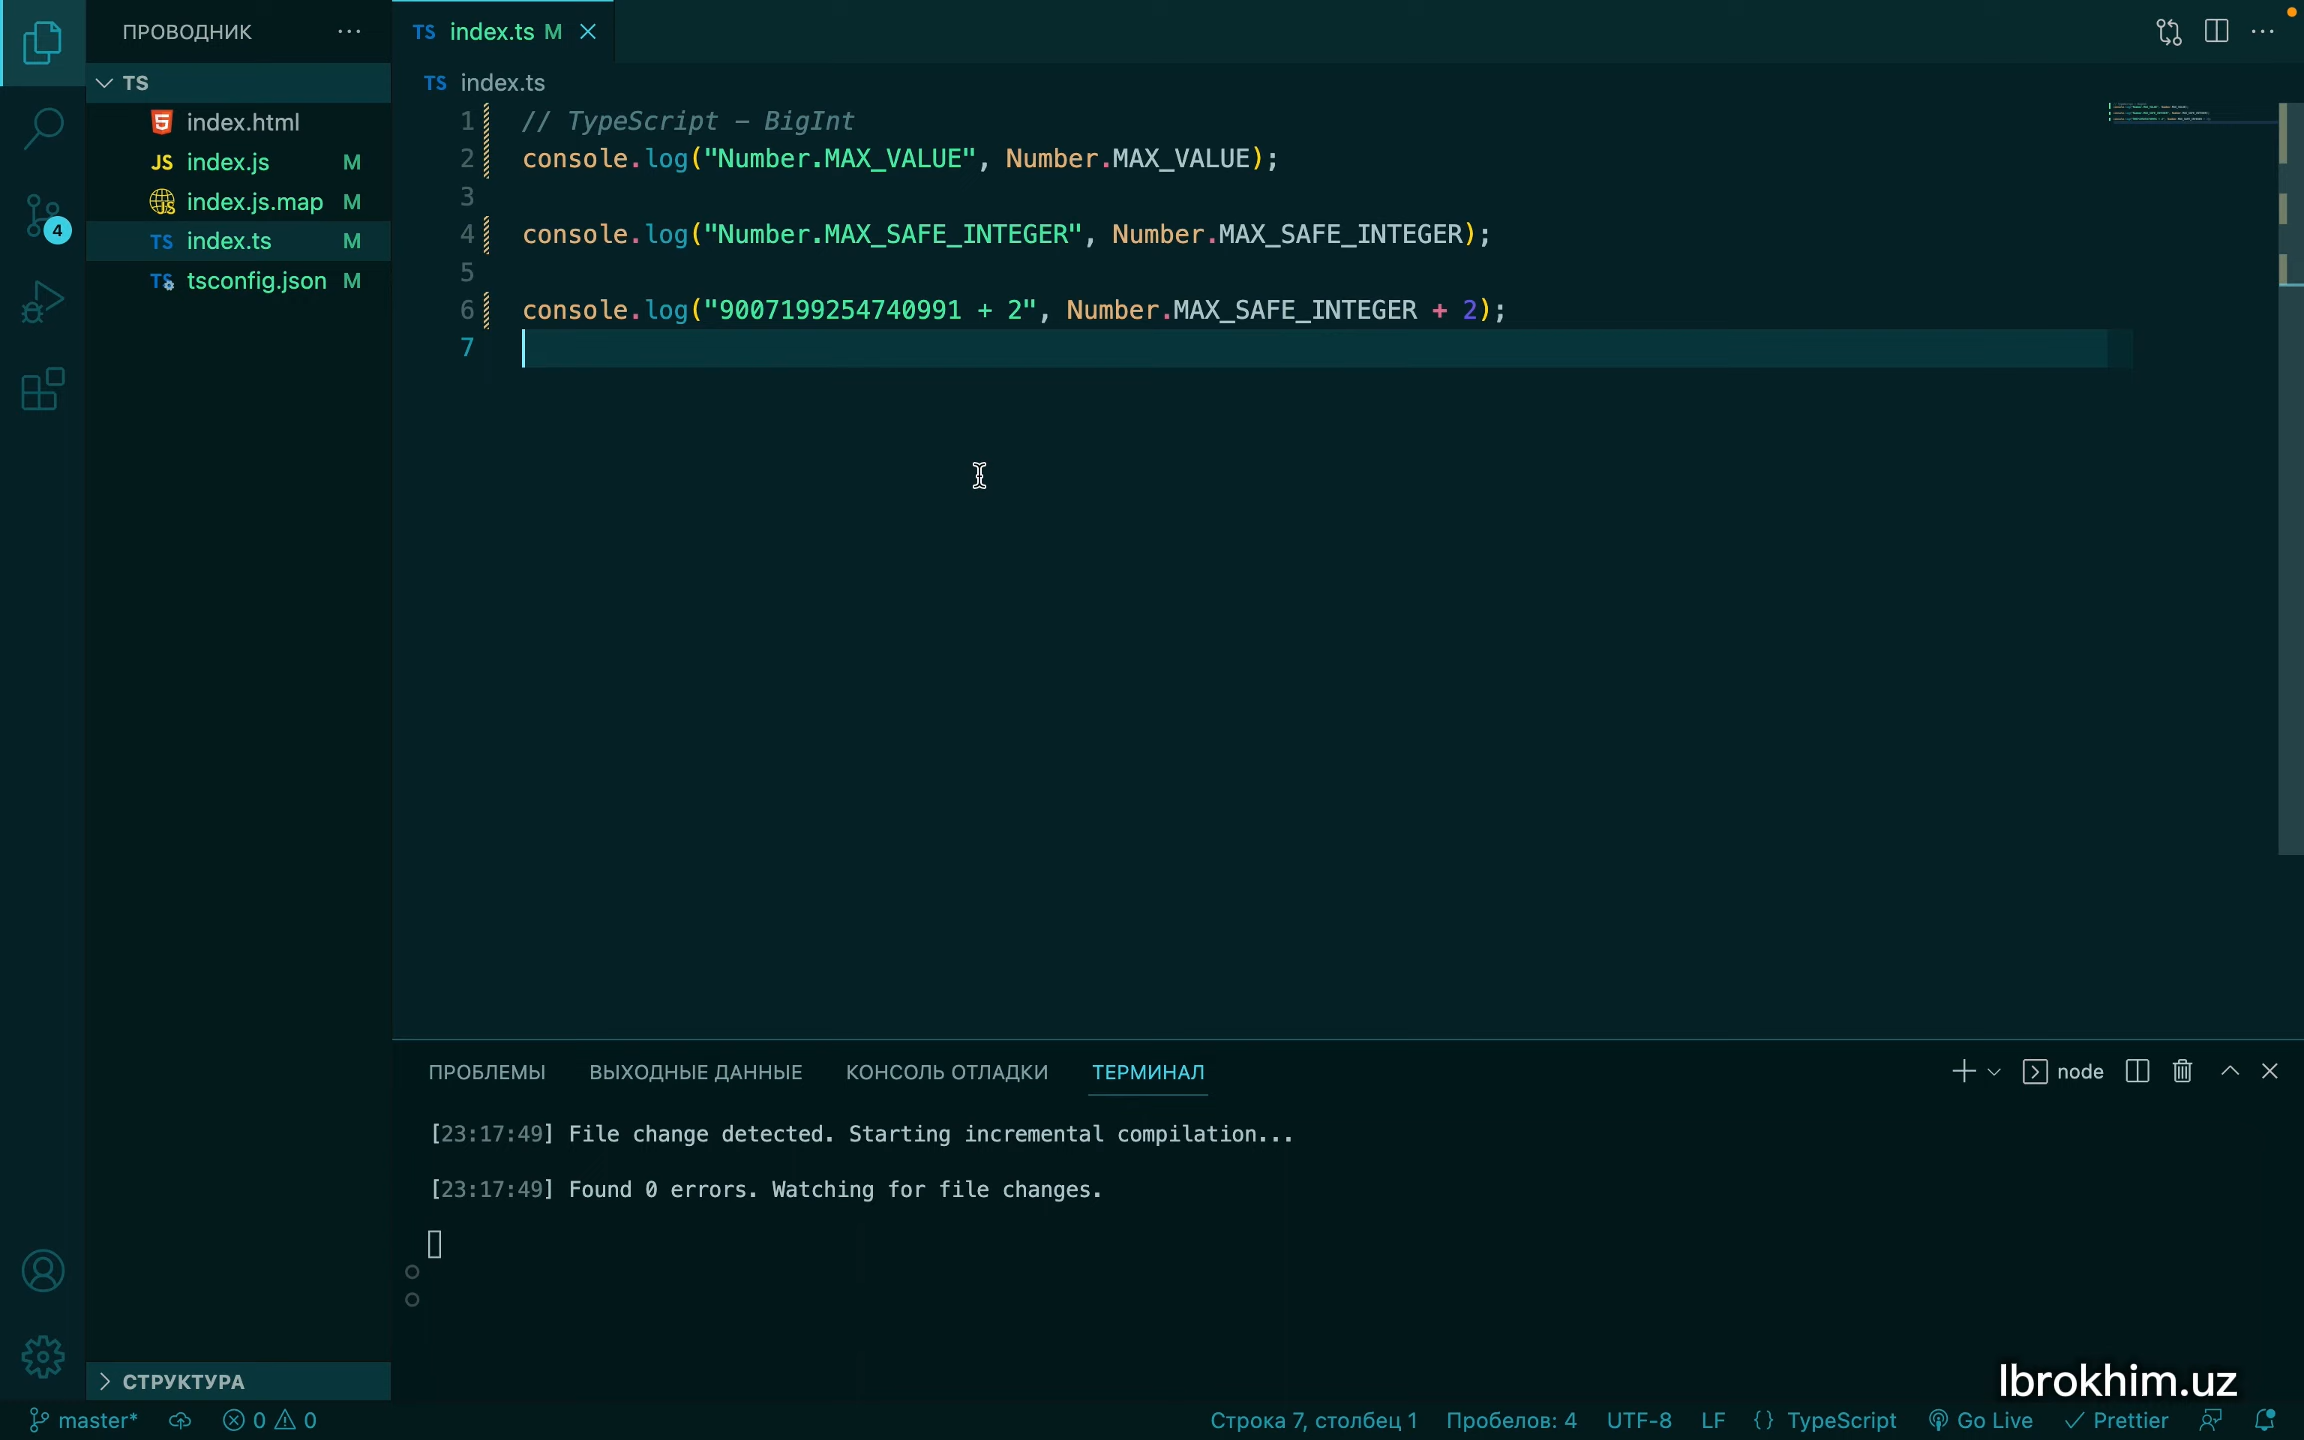 ПРОВОДНИК
TS
index.html
JS index.js M
index.js.map M
TS index.ts M
TS tsconfig.json M
СТРУКТУРА
4
TS index.ts M
TS index.ts
1 // TypeScript – BigInt
2 console.log("Number.MAX_VALUE", Number.MAX_VALUE);
3
4 console.log("Number.MAX_SAFE_INTEGER", Number.MAX_SAFE_INTEGER);
5
6 console.log("9007199254740991 + 2", Number.MAX_SAFE_INTEGER + 2);
7
ПРОБЛЕМЫ ВЫХОДНЫЕ ДАННЫЕ КОНСОЛЬ ОТЛАДКИ ТЕРМИНАЛ node
[23:17:49] File change detected. Starting incremental compilation...
[23:17:49] Found 0 errors. Watching for file changes.
Ibrokhim.uz
master* 0 0 Строка 7, столбец 1 Пробелов: 4 UTF-8 LF {} TypeScript Go Live Prettier